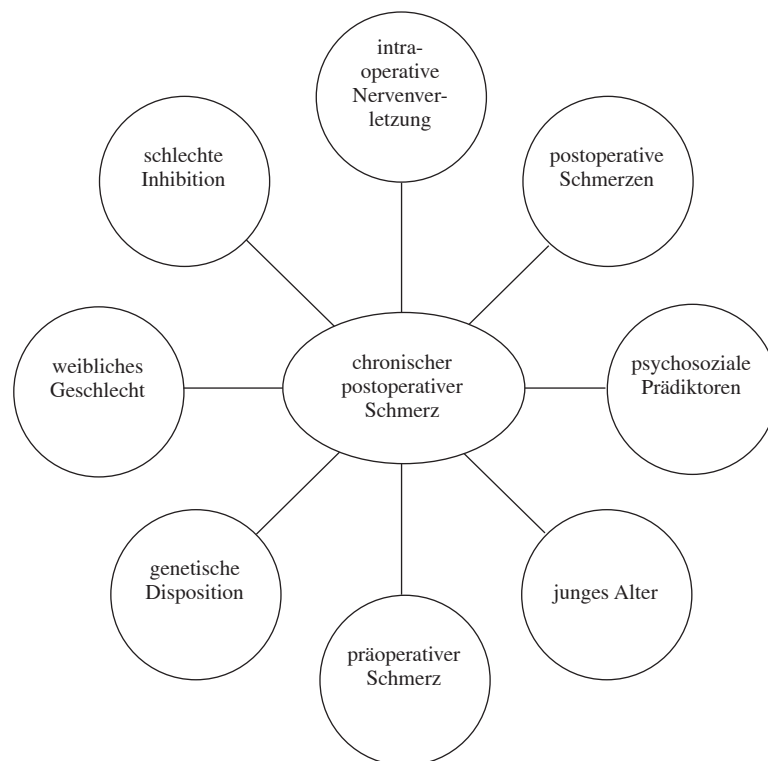 intra-
operative
Nervenver-
letzung
schlechte
Inhibition
postoperative
Schmerzen
weibliches
Geschlecht
chronischer
postoperativer
Schmerz
psychosoziale
Prädiktoren
genetische
Disposition
präoperativer
Schmerz
junges Alter